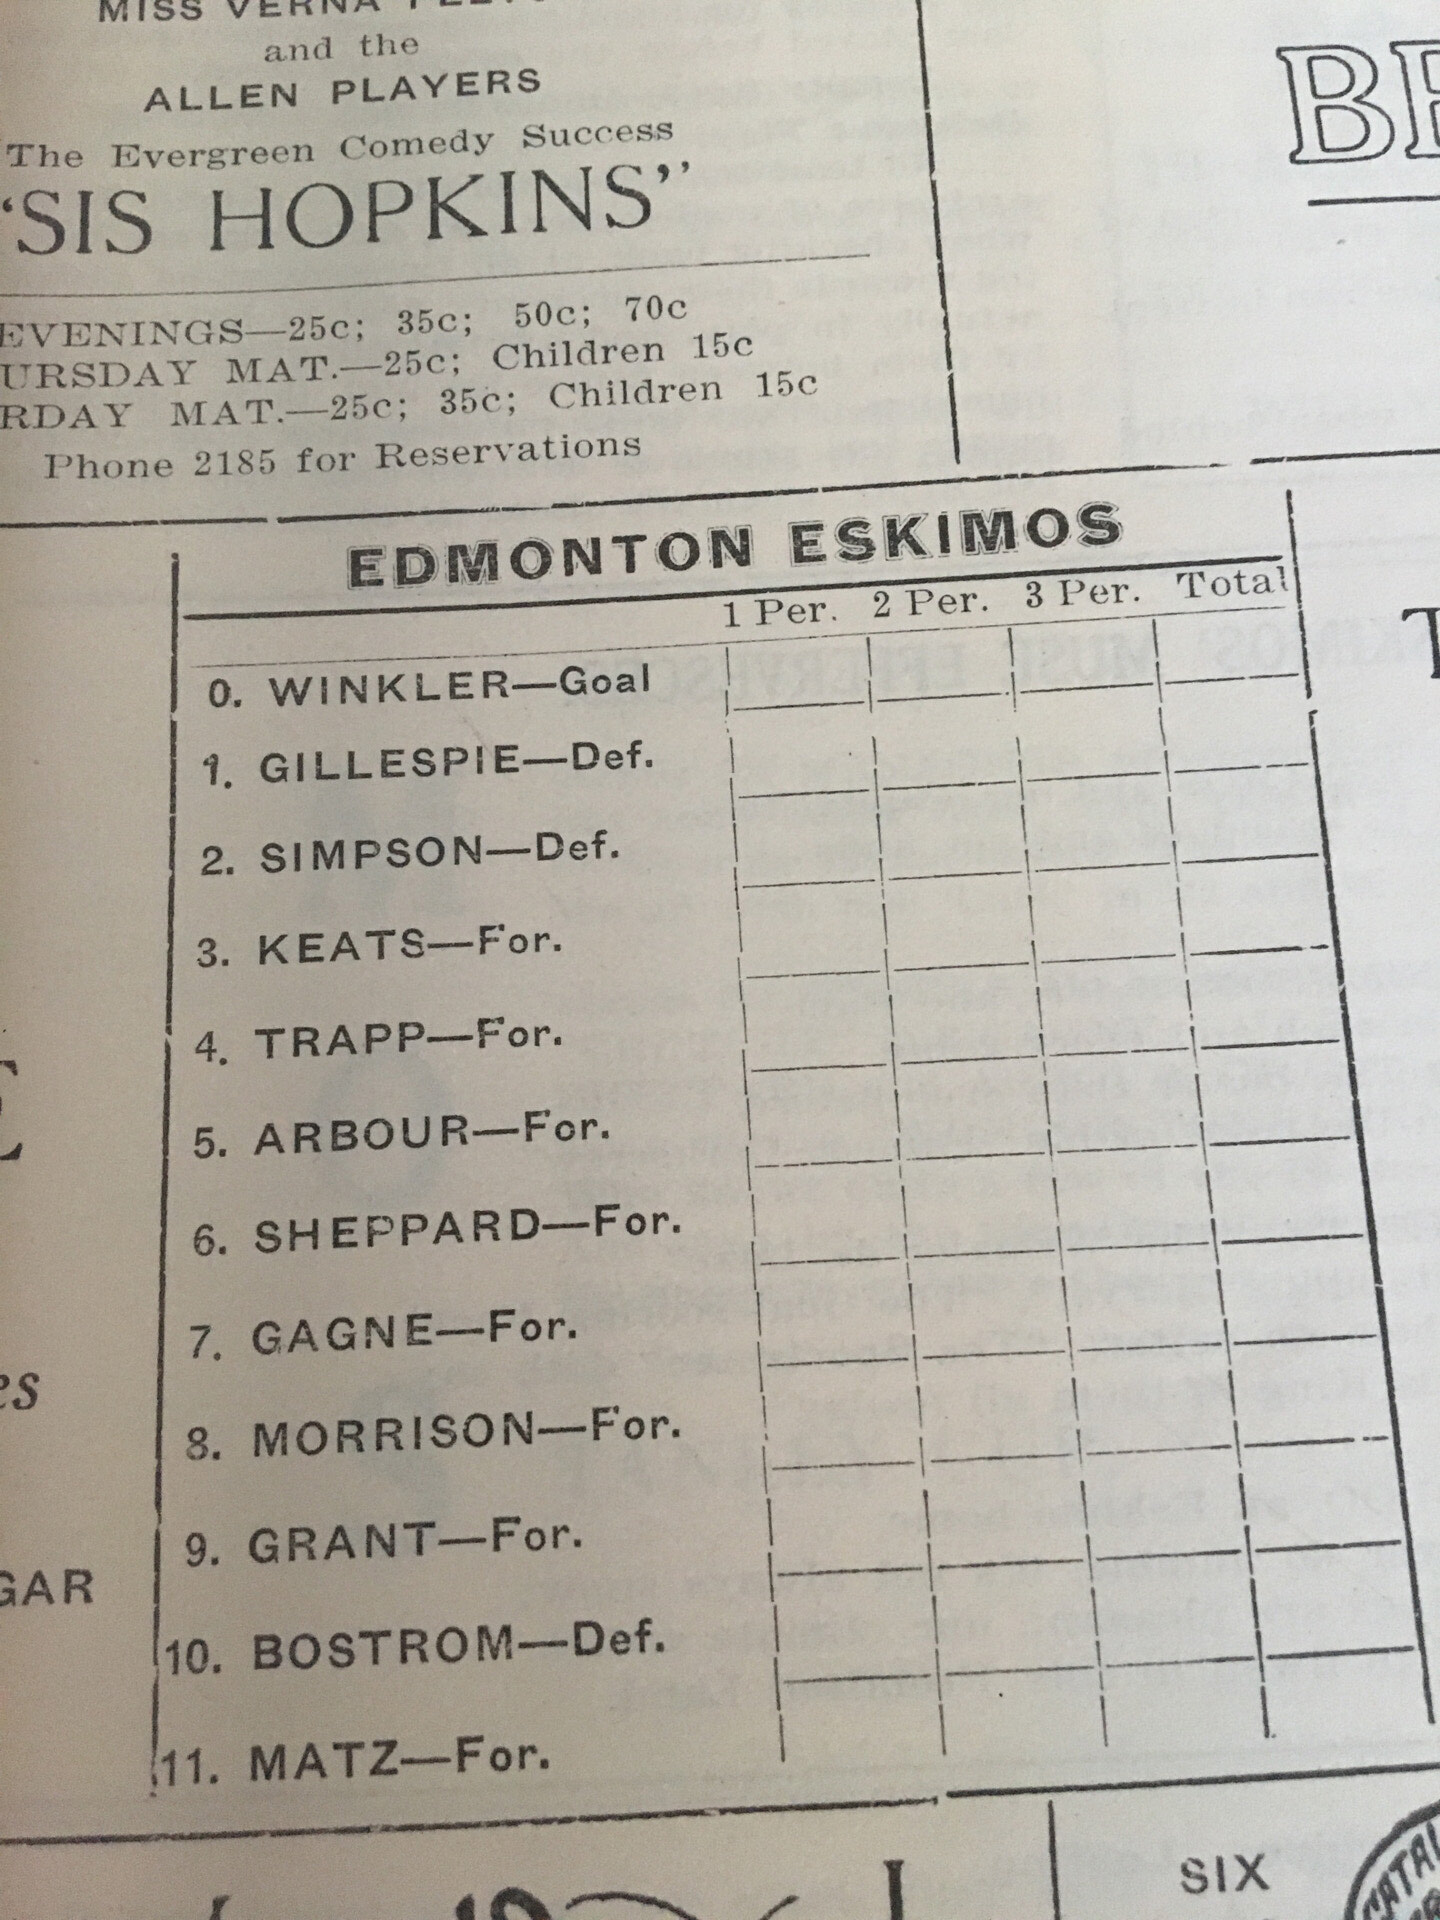 MISS VERNA
and the
ALLEN PLAYERS
The Evergreen Comedy Success
"SIS HOPKINS"
EVENINGS—25c; 35c; 50c; 70c
URSDAY MAT.—25c; Children 15c
RDAY MAT.—25c; 35c; Children 15c
Phone 2185 for Reservations
EDMONTON ESKIMOS
1 Per. 2 Per. 3 Per. Total
0. WINKLER—Goal
1. GILLESPIE—Def.
2. SIMPSON—Def.
3. KEATS—For.
4. TRAPP—For.
5. ARBOUR—For.
6. SHEPPARD—For.
7. GAGNE—For.
8. MORRISON—For.
9. GRANT—For.
10. BOSTROM—Def.
11. MATZ—For.
es
GAR
SIX